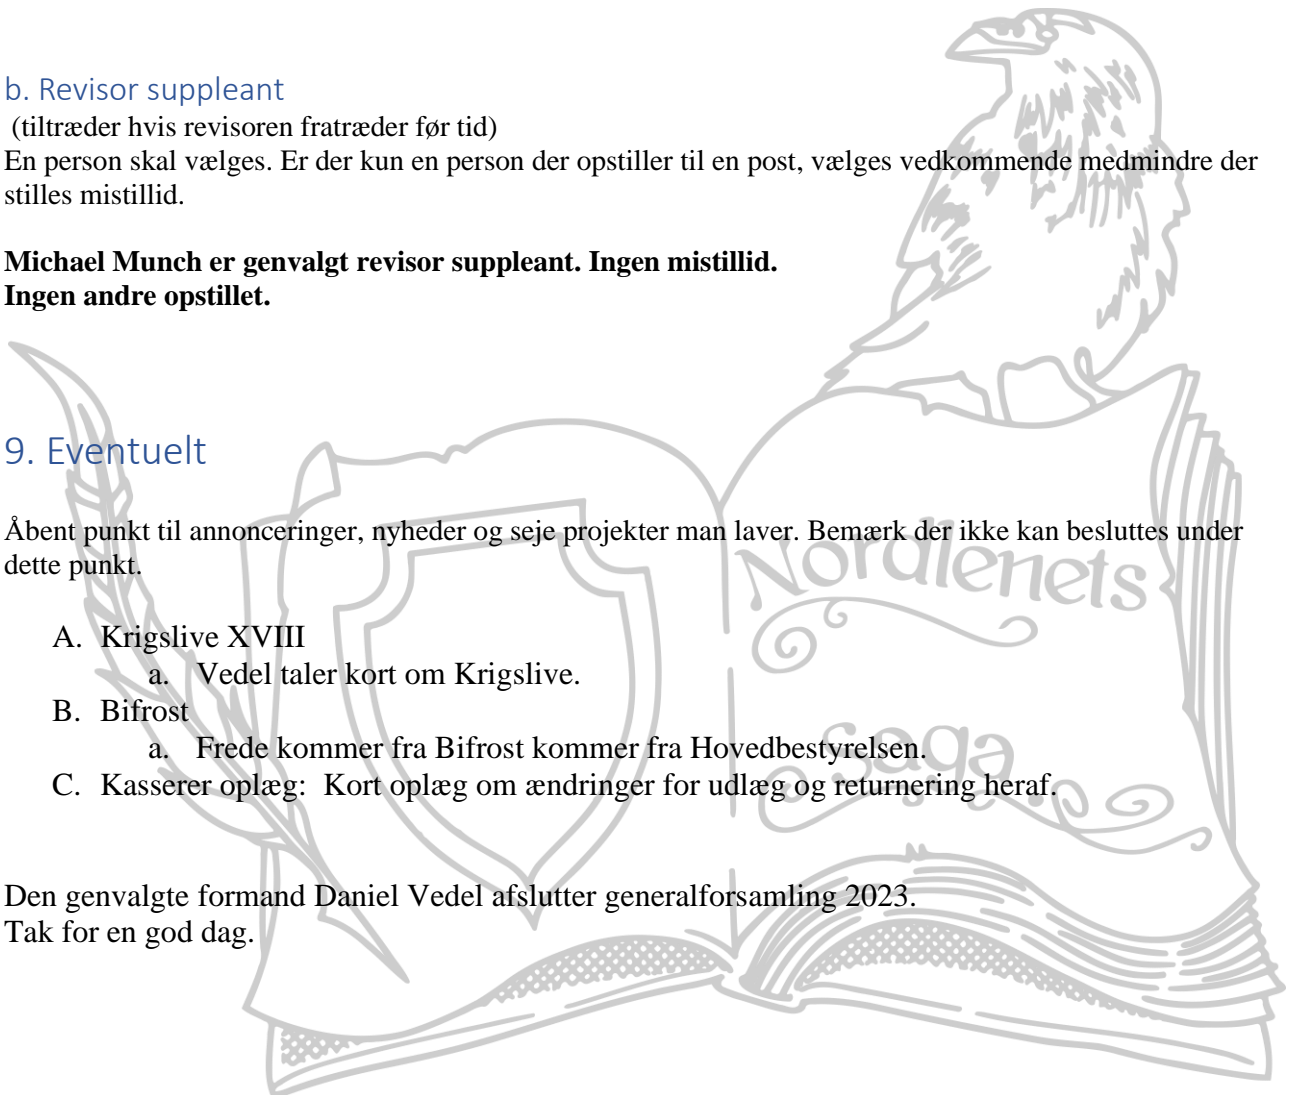 b. Revisor suppleant
(tiltræder hvis revisoren fratræder før tid)
En person skal vælges. Er der kun en person der opstiller til en post, vælges vedkommende medmindre der
stilles mistillid.
Michael Munch er genvalgt revisor suppleant. Ingen mistillid.
Ingen andre opstillet.
9. Eventuelt
Åbent punkt til annonceringer, nyheder og seje projekter man laver. Bemærk der ikke kan besluttes under
dette punkt.
Nordlenets
A. Krigslive XVIII
a. Vedel taler kort om Krigslive.
B. Bifrost
a. Frede kommer fra Bifrost kommer fra Hovedbestyrelsen.
Saga
C. Kasserer oplæg: Kort oplæg om ændringer for udlæg og returnering heraf.
Den genvalgte formand Daniel Vedel afslutter generalforsamling 2023.
Tak for en god dag.